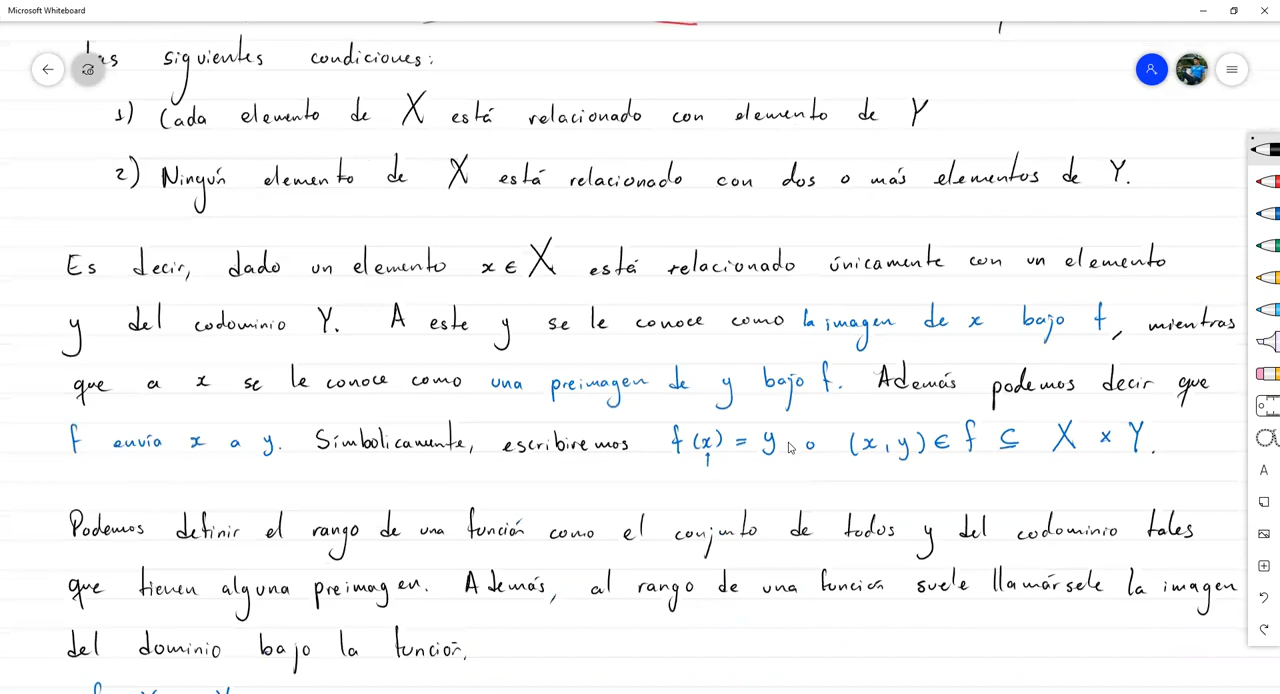 Microsoft Whiteboard
siguientes condiciones:
1) Cada elemento de X está relacionado con elemento de Y
2) Ningún elemento de X está relacionado con dos o más elementos de Y.
Es decir, dado un elemento x ∈ X está relacionado únicamente con un elemento
y del codominio Y. A este y se le conoce como la imagen de x bajo f, mientras
que a x se le conoce como una preimagen de y bajo f. Además podemos decir que
f envía x a y. Simbolicamente, escribiremos f(x) = y o (x, y) ∈ f ⊆ X × Y.
Podemos definir el rango de una función como el conjunto de todos y del codominio tales
que tienen alguna preimagen. Además, al rango de una función suele llamársele la imagen
del dominio bajo la función.